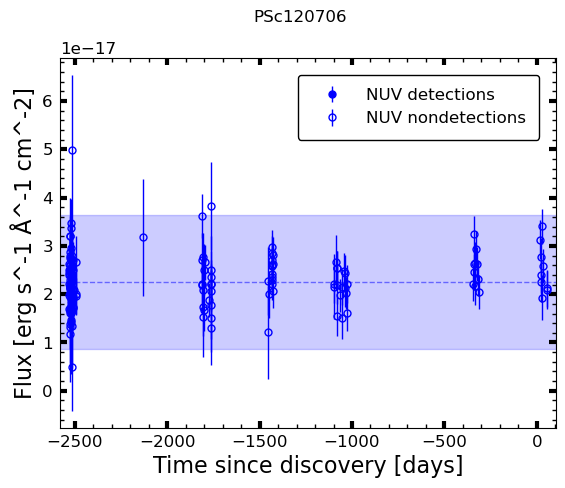 PSc120706
1e−17
NUV detections
NUV nondetections
6
5
4
3
2
1
0
Flux [erg s^-1 Å^-1 cm^-2]
−2500 −2000 −1500 −1000 −500 0
Time since discovery [days]